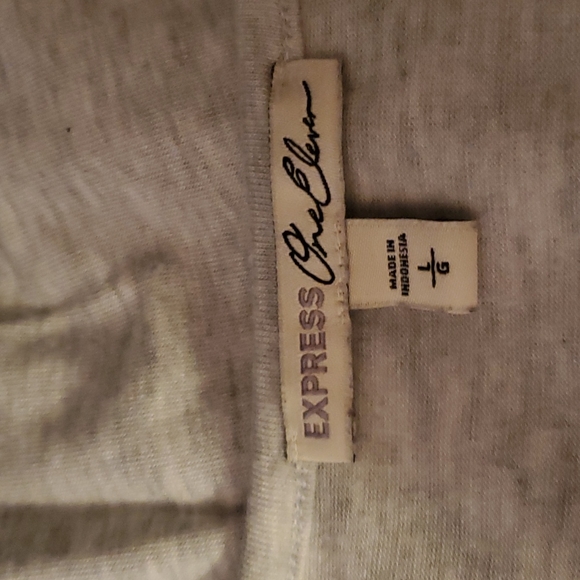 EXPRESS One Eleven
MADE IN
INDONESIA
L
G